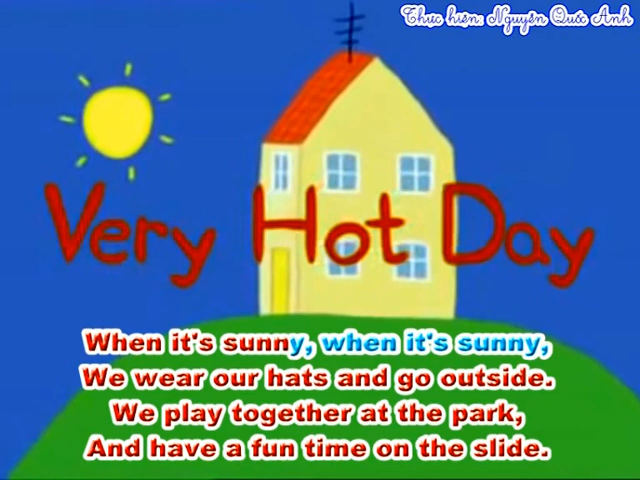 Thực hiện: Nguyễn Quốc Anh
Very Hot Day
When it's sunny, when it's sunny,
We wear our hats and go outside.
We play together at the park,
And have a fun time on the slide.